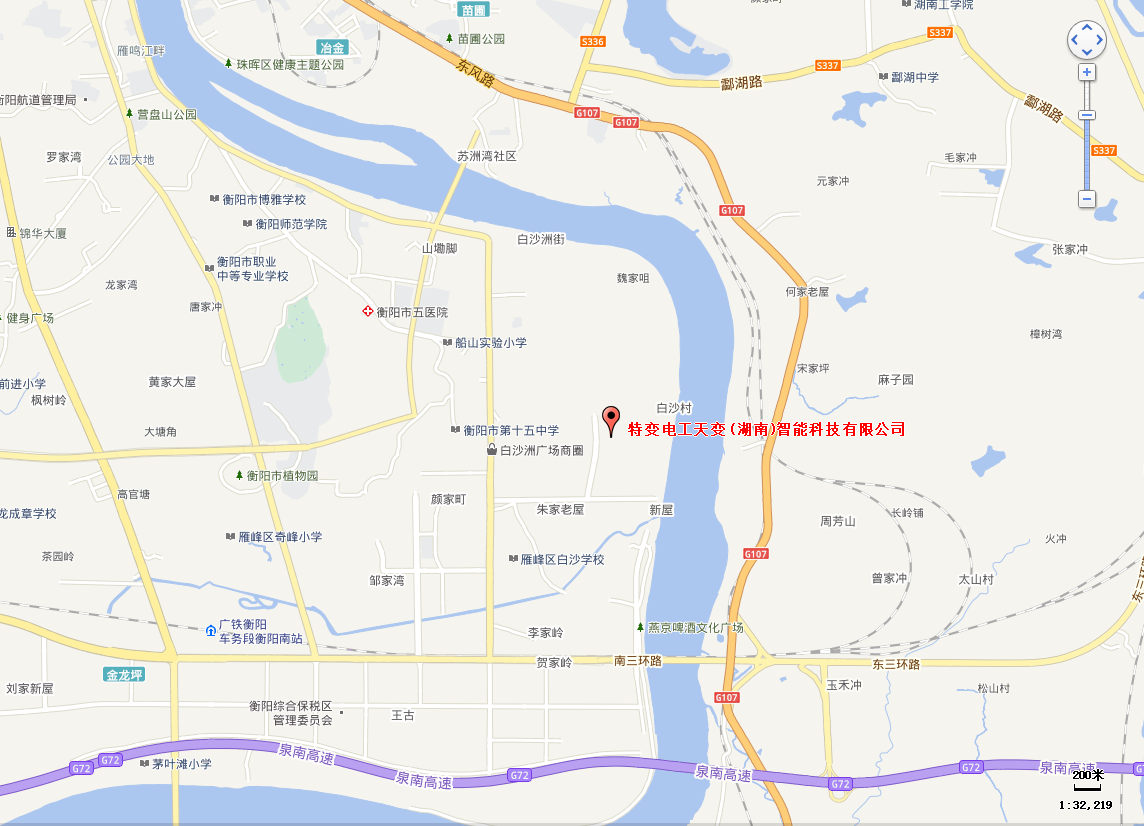 苗圃
湖南工学院
S337
苗圃公园
S336
雁鸣江畔
冶金
珠晖区健康主题公园
S337
东风路
鄱湖中学
酃湖路
衡阳航道管理局
G107
营盘山公园
G107
酃湖路
S337
罗家湾
公园大地
苏洲湾社区
毛家冲
元家冲
衡阳市博雅学校
G107
衡阳师范学院
锦华大厦
白沙洲街
山塝脚
张家冲
衡阳市职业
中等专业学校
魏家咀
龙家湾
何家老屋
唐家冲
衡阳市五医院
健身广场
樟树湾
船山实验小学
宋家坪
前进小学
黄家大屋
麻子园
枫树岭
白沙村
大塘角
衡阳市第十五中学
特变电工天变(湖南)智能科技有限公司
白沙洲广场商圈
衡阳市植物园
高官塘
颜家町
朱家老屋
新屋
龙成章学校
周芳山
长岭铺
雁峰区奇峰小学
火冲
茶园岭
雁峰区白沙学校
G107
邹家湾
曾家冲
太山村
东三环路
广铁衡阳
车务段衡阳南站
李家岭
燕京啤酒文化广场
贺家岭
南三环路
东三环路
金龙坪
刘家新屋
玉禾冲
松山村
G107
衡阳综合保税区
管理委员会
王古
泉南高速
G72
G72
茅叶滩小学
泉南高速
G72
泉南高速
G72
G72
泉南高速
200米
1:32,219